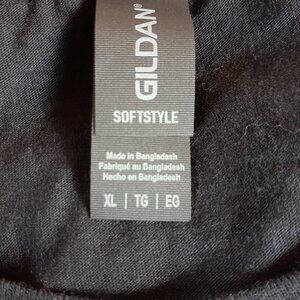 GILDAN®
SOFTSTYLE
Made in Bangladesh
Fabriqué au Bangladesh
Hecho en Bangladesh
XL | TG | EG